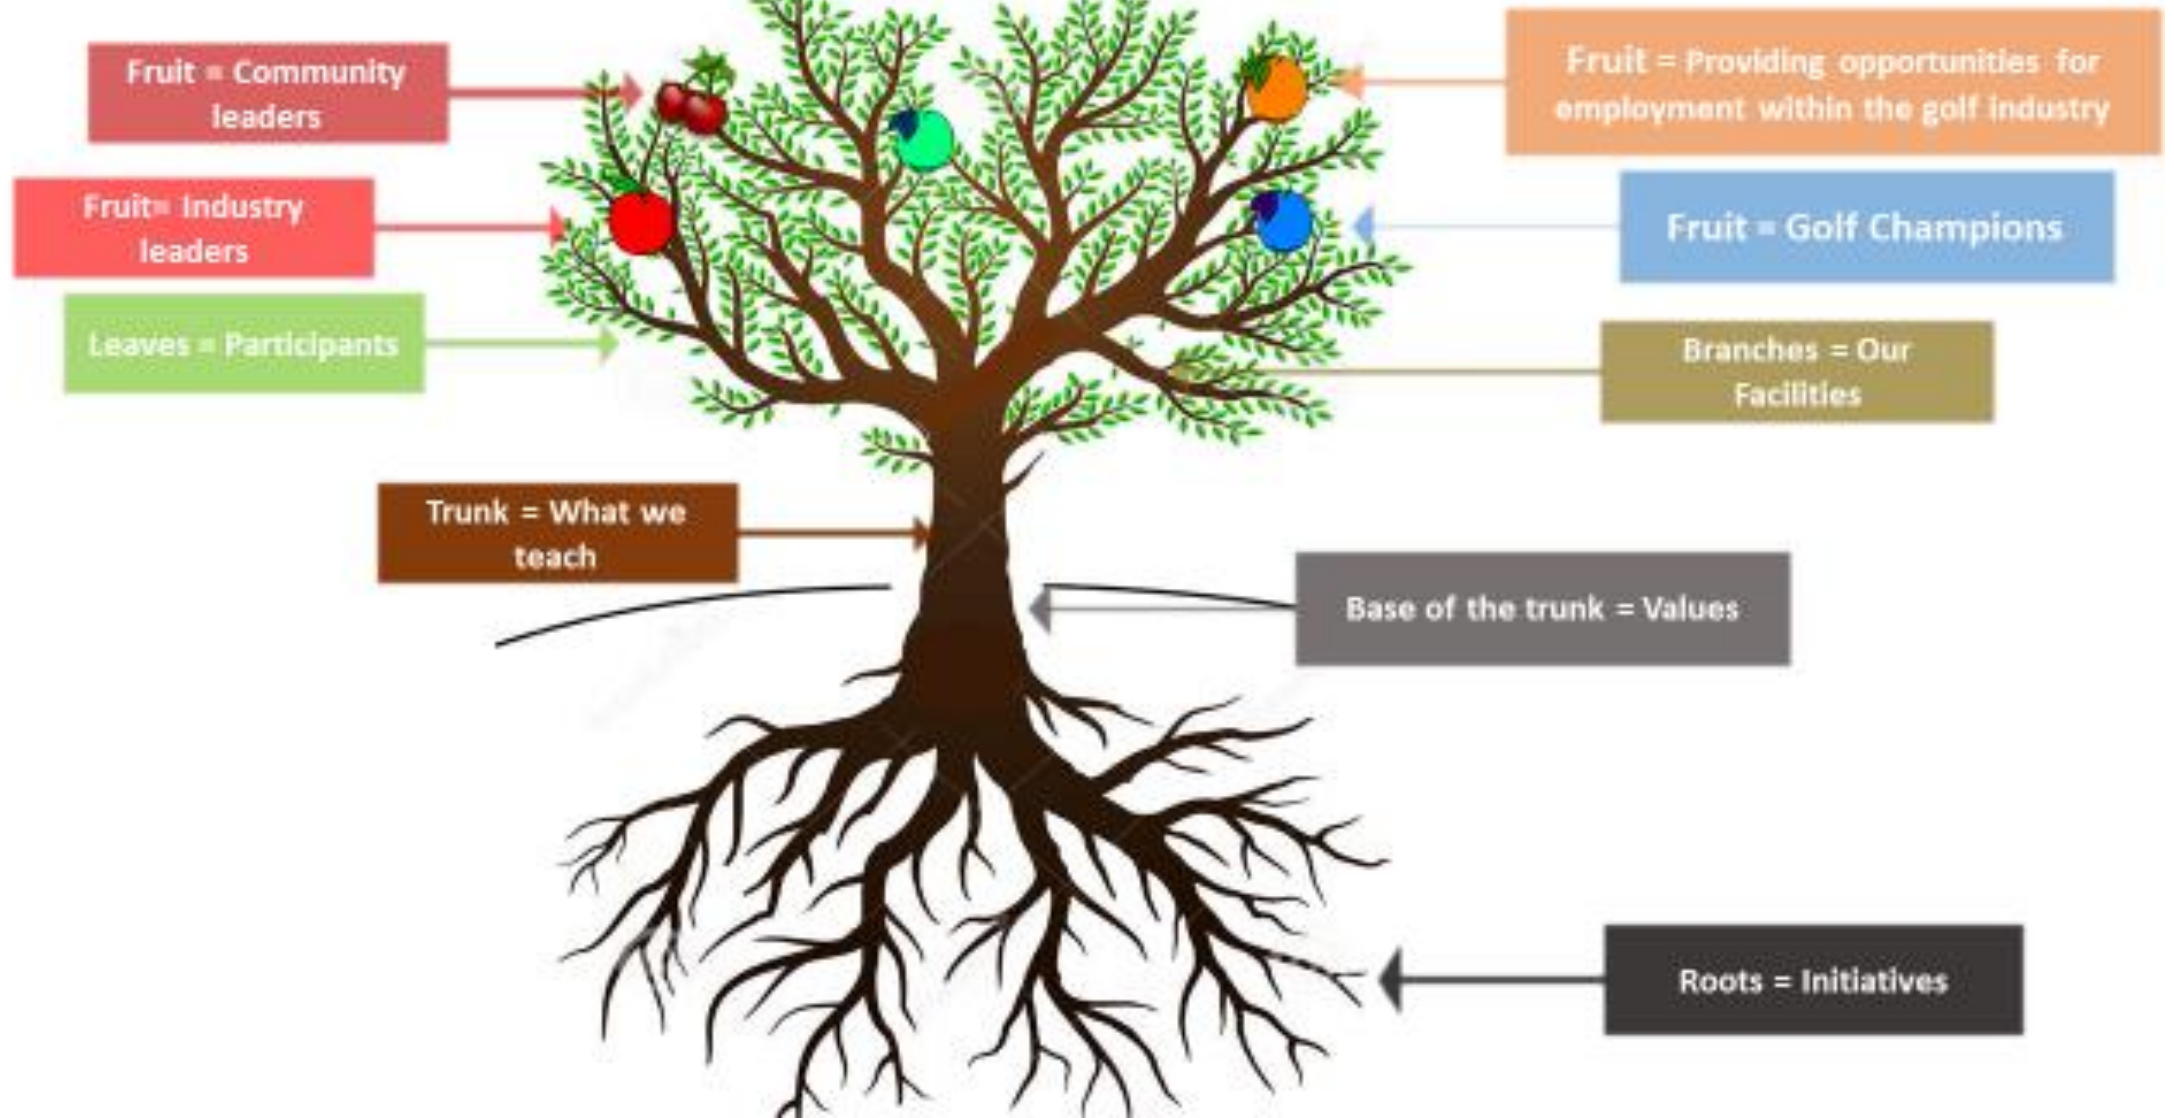 Fruit = Community
leaders
Fruit = Providing opportunities for
employment within the golf industry
Fruit= Industry
leaders
Fruit = Golf Champions
Leaves = Participants
Branches = Our
Facilities
Trunk = What we
teach
Base of the trunk = Values
Roots = Initiatives